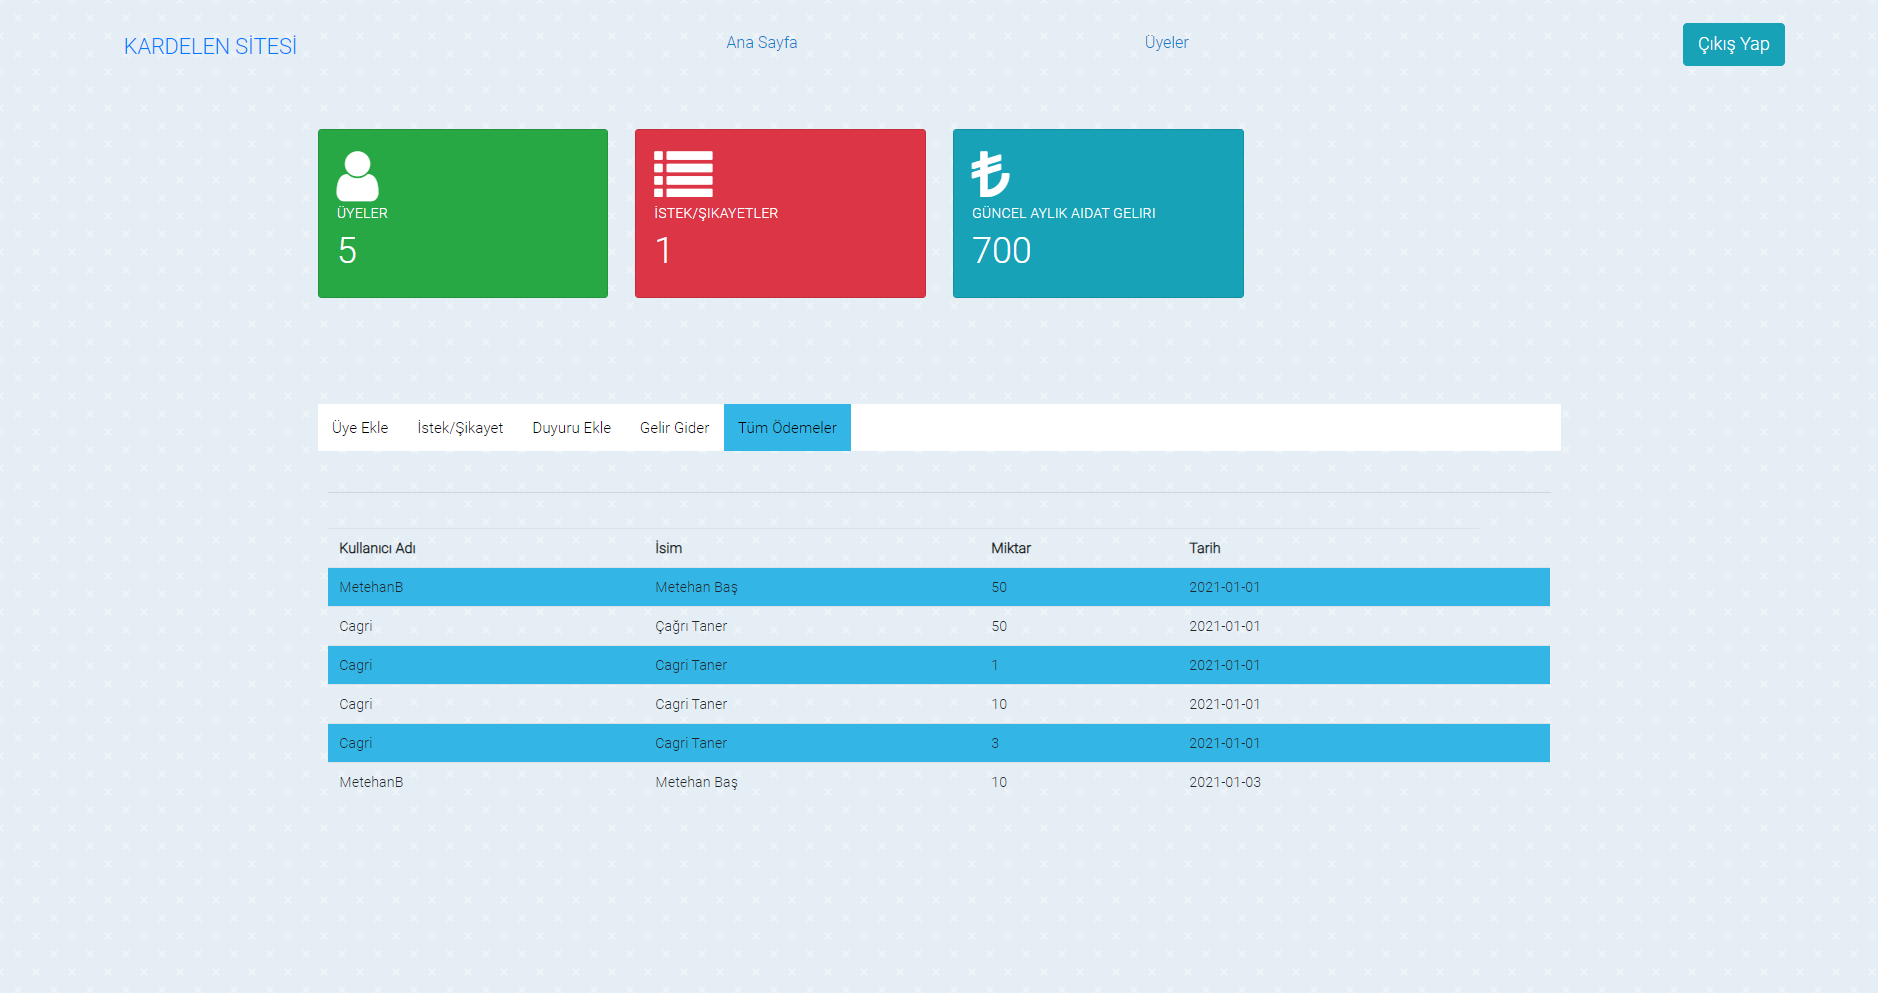 KARDELEN SİTESİ Ana Sayfa Üyeler Çıkış Yap
ÜYELER İSTEK/ŞIKAYETLER GÜNCEL AYLIK AIDAT GELIRI
5 1 700
Üye Ekle İstek/Şikayet Duyuru Ekle Gelir Gider Tüm Ödemeler
Kullanıcı Adı İsim Miktar Tarih
MetehanB Metehan Baş 50 2021-01-01
Cagri Çağrı Taner 50 2021-01-01
Cagri Cagri Taner 1 2021-01-01
Cagri Cagri Taner 10 2021-01-01
Cagri Cagri Taner 3 2021-01-01
MetehanB Metehan Baş 10 2021-01-03